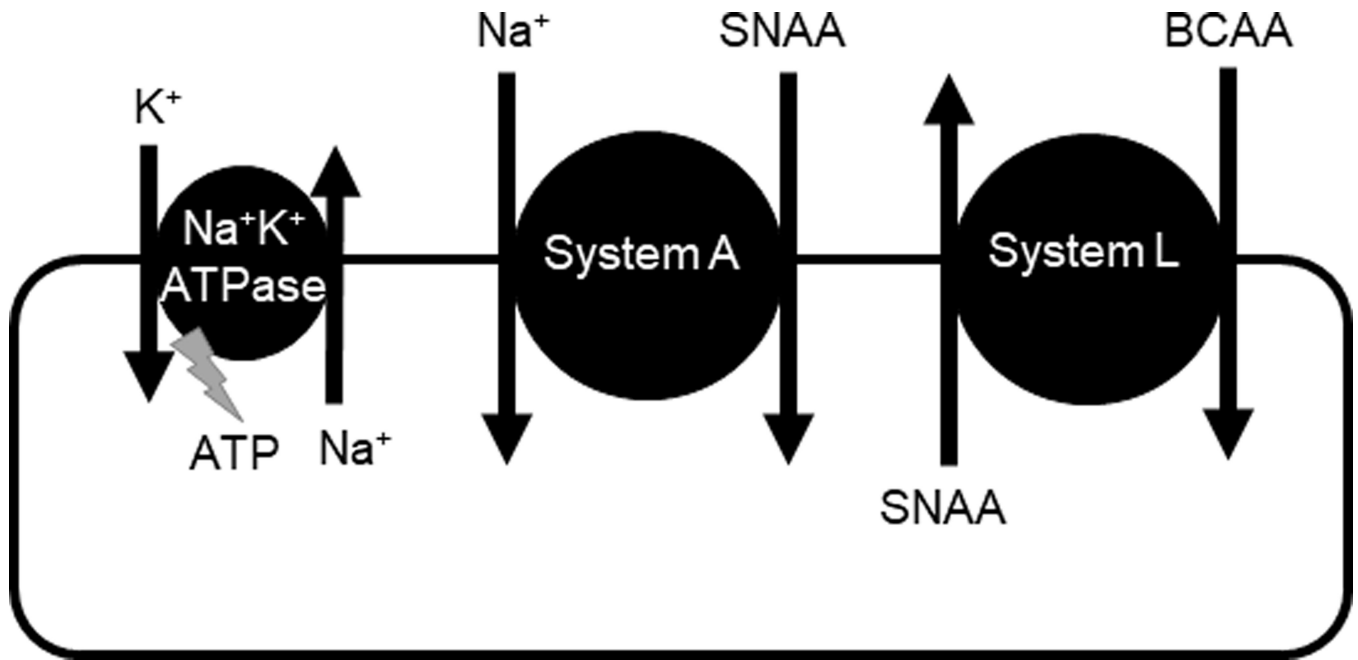 Na⁺
SNAA
BCAA
K⁺
Na⁺K⁺
ATPase
System A
System L
ATP
Na⁺
SNAA